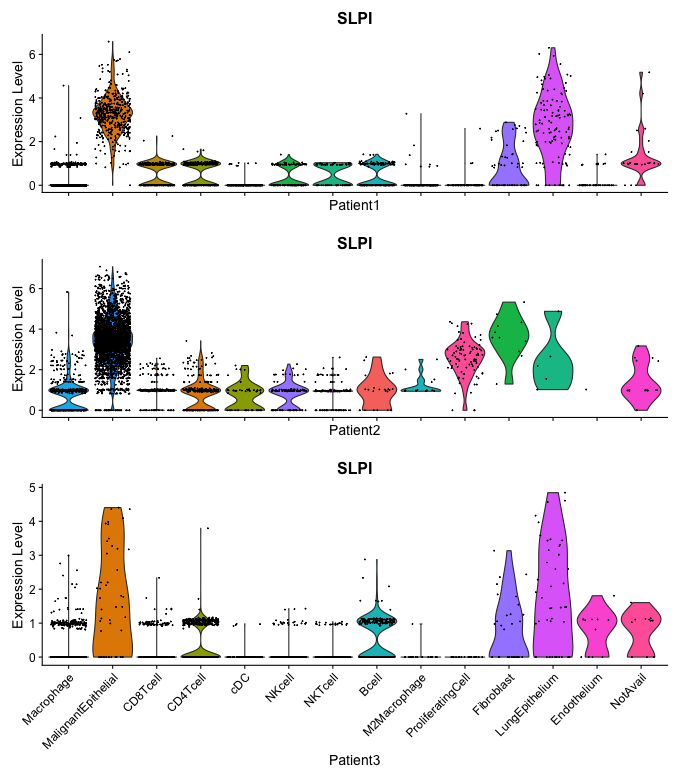 SLPI
Expression Level
6
4
2
0
Patient1
SLPI
Expression Level
6
4
2
0
Patient2
SLPI
Expression Level
5
4
3
2
1
0
Macrophage
MalignantEpithelial
CD8Tcell
CD4Tcell
cDC
NKcell
NKTcell
Bcell
M2Macrophage
ProliferatingCell
Fibroblast
LungEpithelium
Endothelium
NotAvail
Patient3